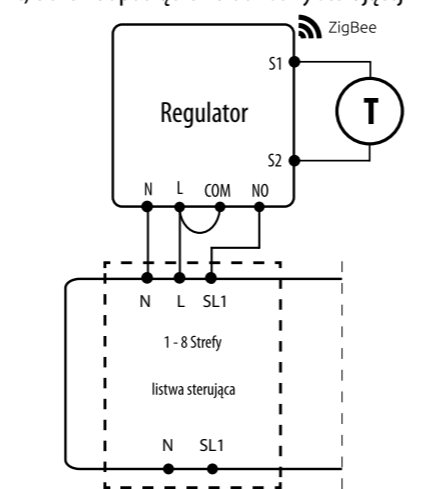 ZigBee
S1
Regulator
T
S2
N L COM NO
N L SL1
1 - 8 Strefy
listwa sterująca
N SL1